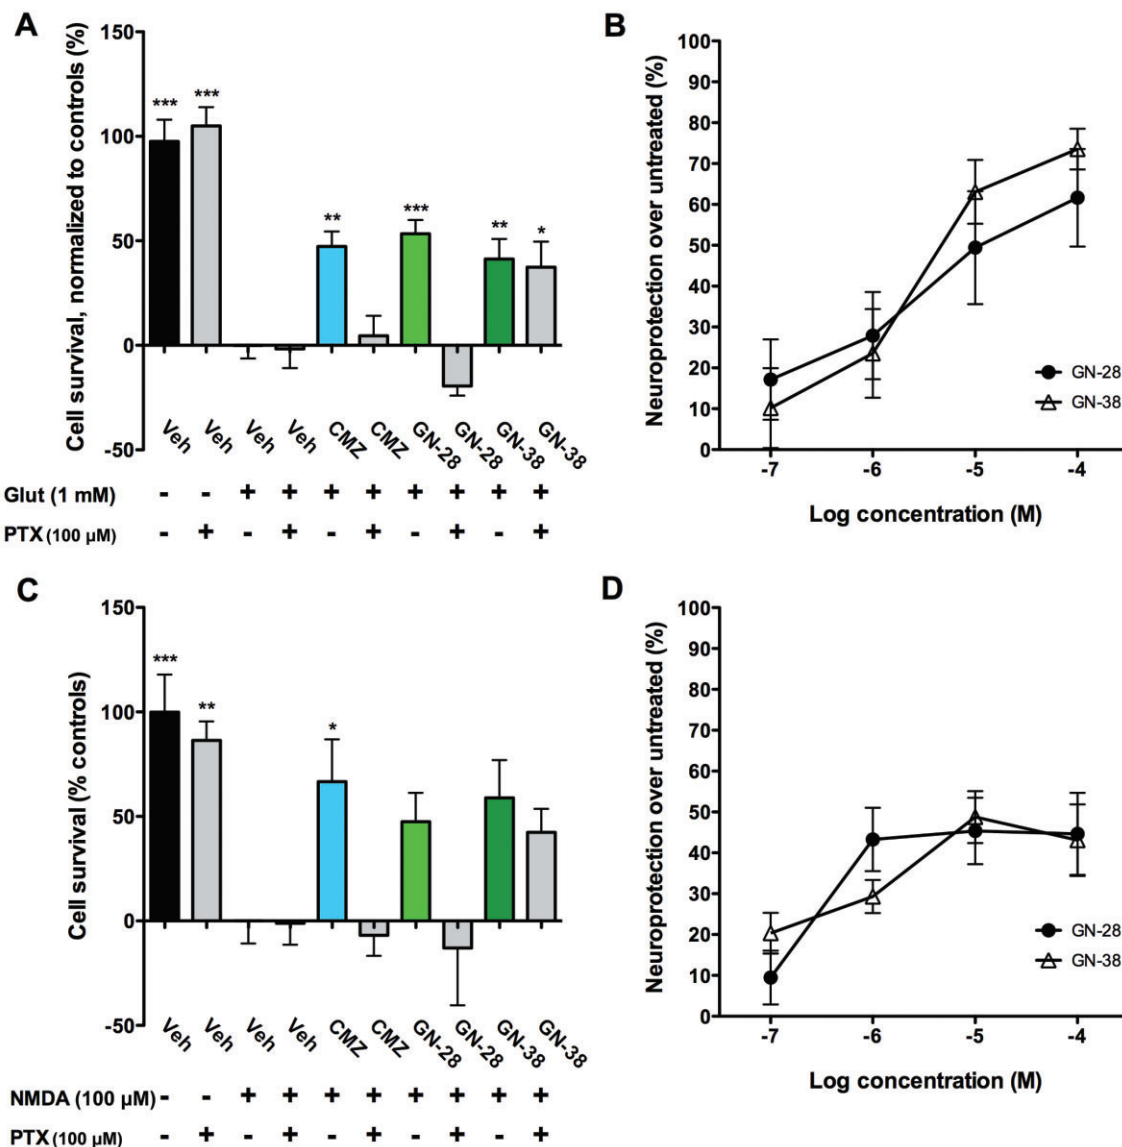 A
Cell survival, normalized to controls (%)
150
100
50
0
-50
*** *** ** *** ** *
Veh Veh Veh Veh CMZ CMZ GN-28 GN-28 GN-38 GN-38
Glut (1 mM) - - + + + + + + + +
PTX (100 µM) - + - + - + - + - +
B
Neuroprotection over untreated (%)
100
90
80
70
60
50
40
30
20
10
0
GN-28
GN-38
-7 -6 -5 -4
Log concentration (M)
C
Cell survival (% controls)
150
100
50
0
-50
*** ** *
Veh Veh Veh Veh CMZ CMZ GN-28 GN-28 GN-38 GN-38
NMDA (100 µM) - - + + + + + + + +
PTX (100 µM) - + - + - + - + - +
D
Neuroprotection over untreated (%)
100
90
80
70
60
50
40
30
20
10
0
GN-28
GN-38
-7 -6 -5 -4
Log concentration (M)